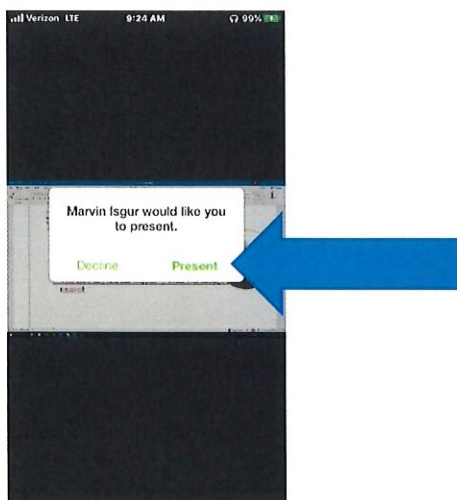 Verizon LTE 9:24 AM 99%
Marvin Isgur would like you
to present.
Decline Present